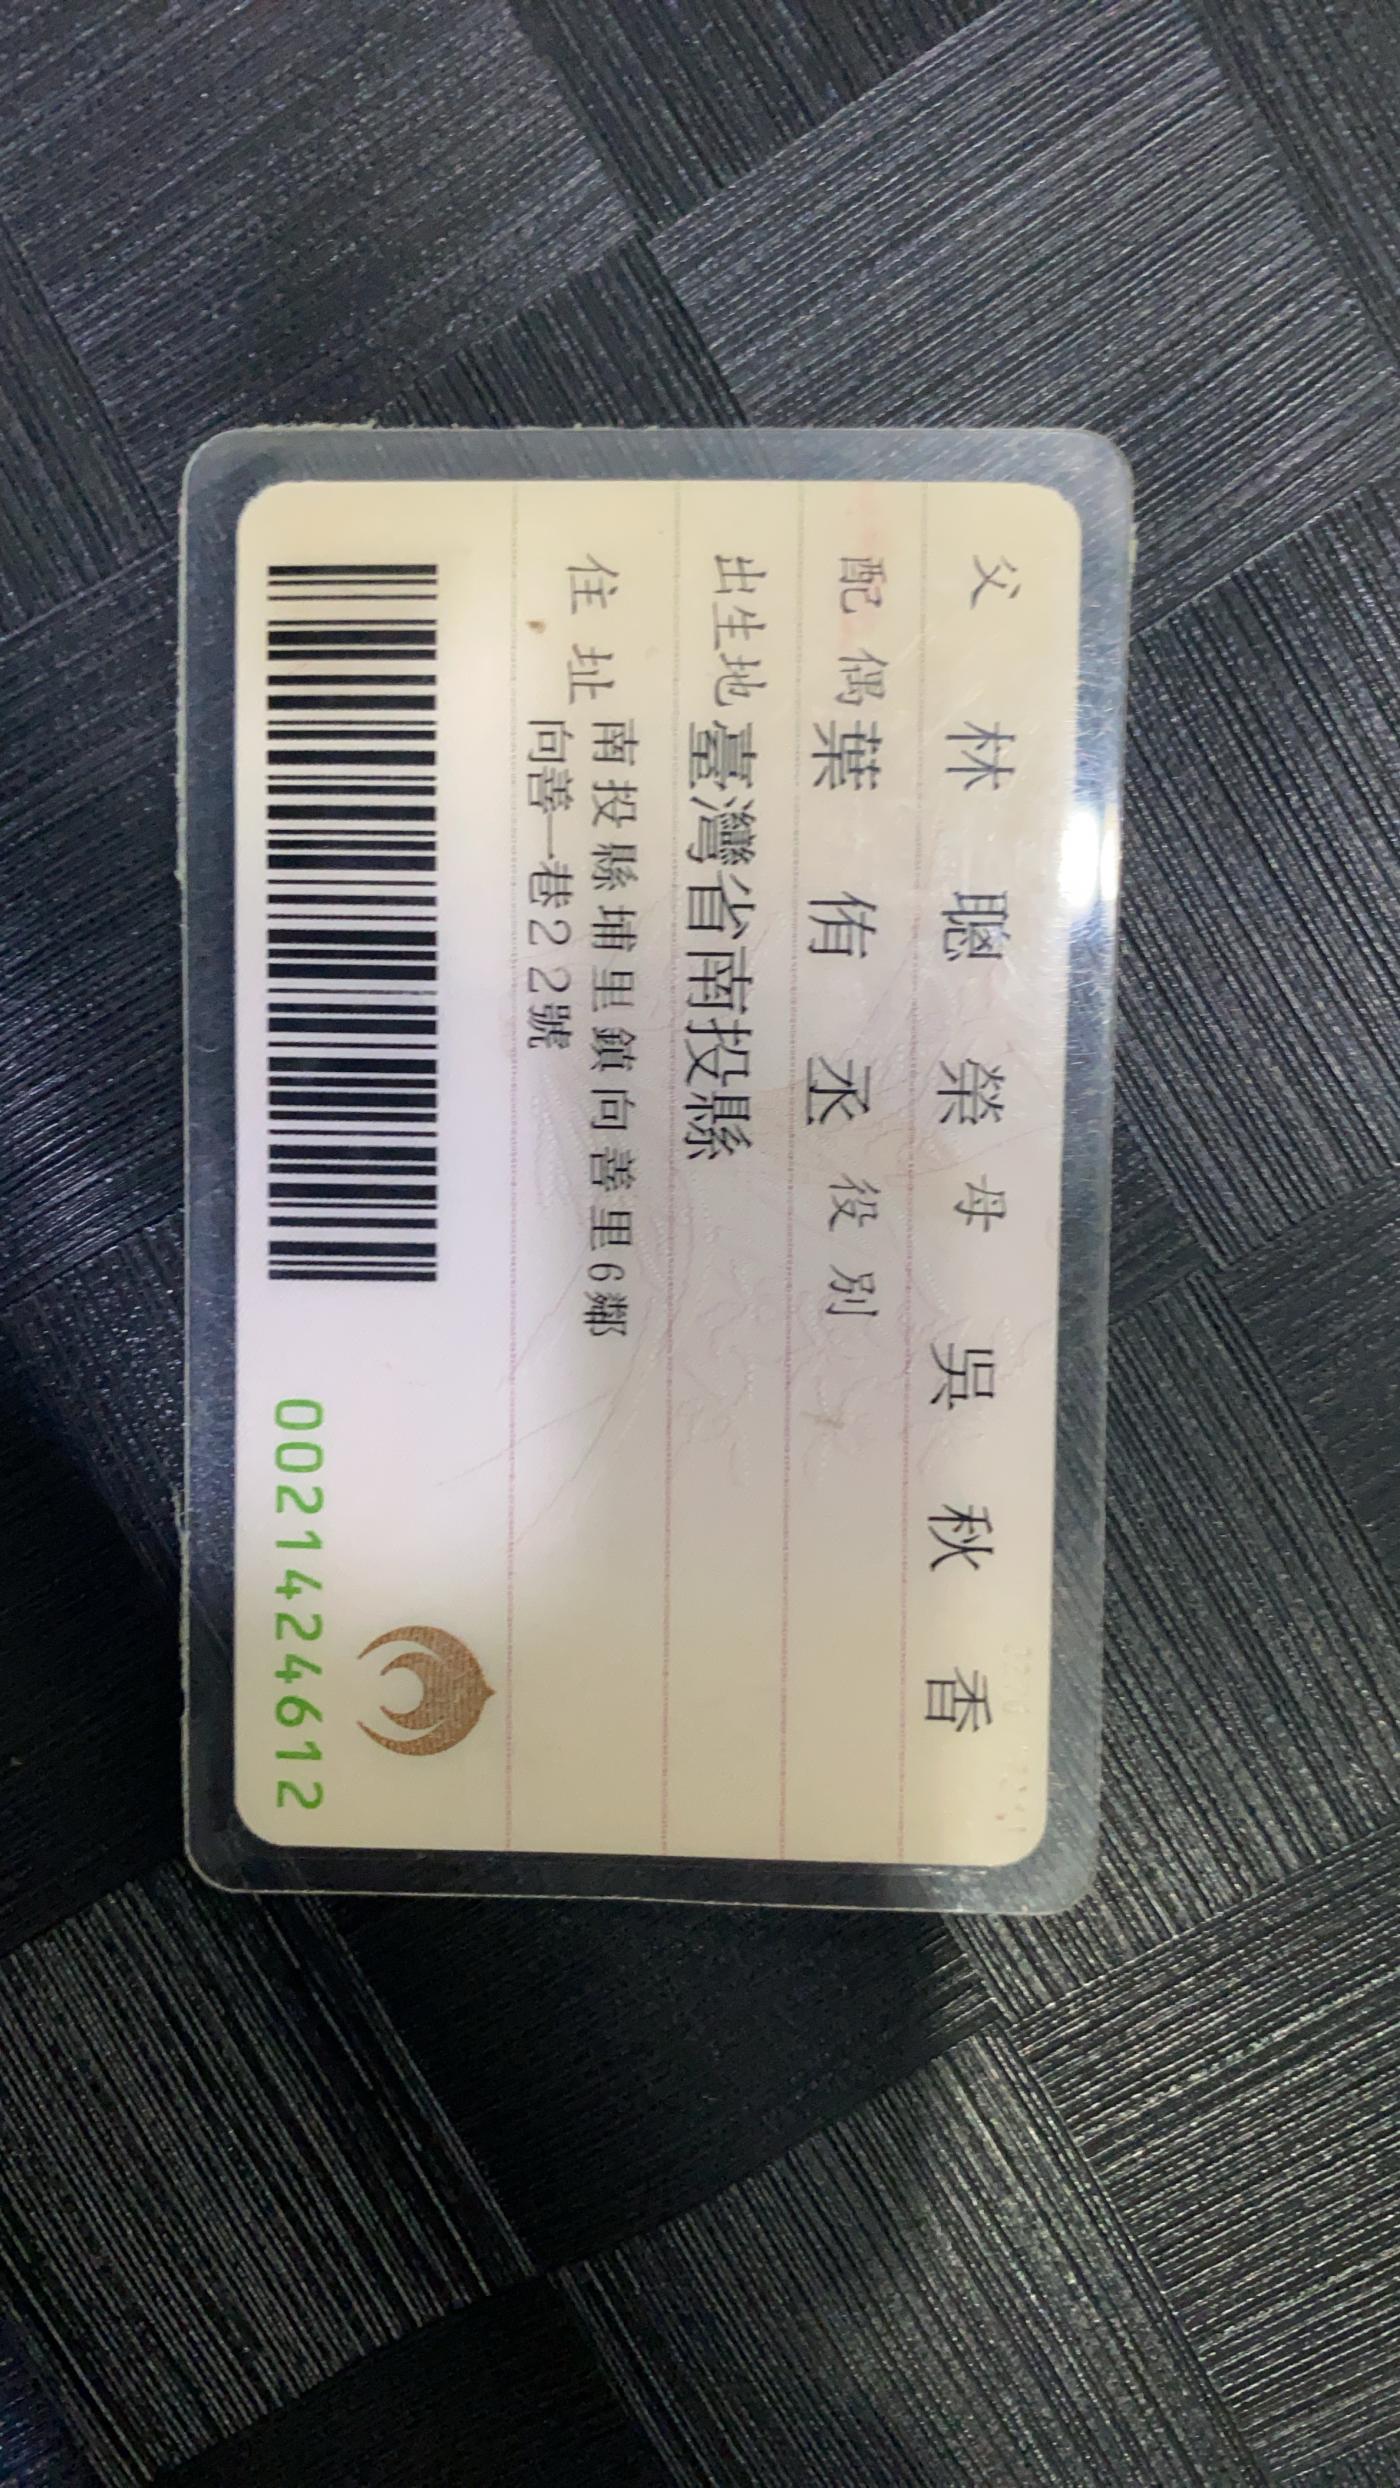 父 林聰榮 母 吳秋香
配偶 葉侑丞 役別
出生地 臺灣省南投縣
住址 南投縣埔里鎮向善里6鄰
向善一巷22號
0021424612